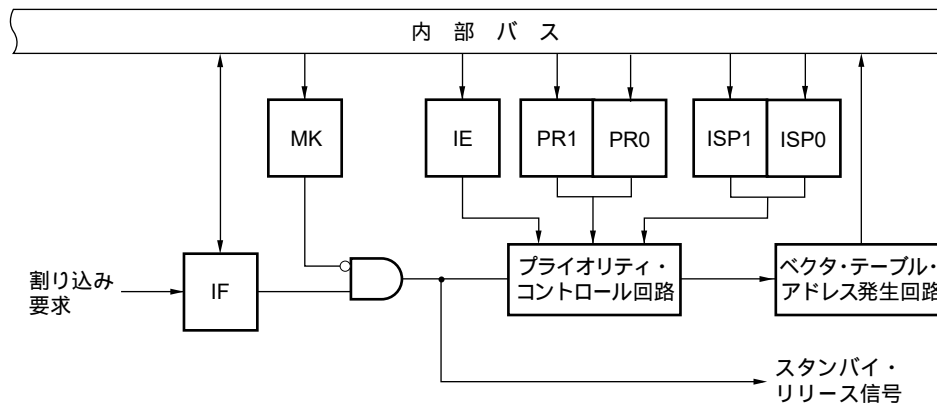 内 部 バ ス
MK
IE
PR1
PR0
ISP1
ISP0
割り込み
要求
IF
プライオリティ・
コントロール回路
ベクタ・テーブル・
アドレス発生回路
スタンバイ・
リリース信号